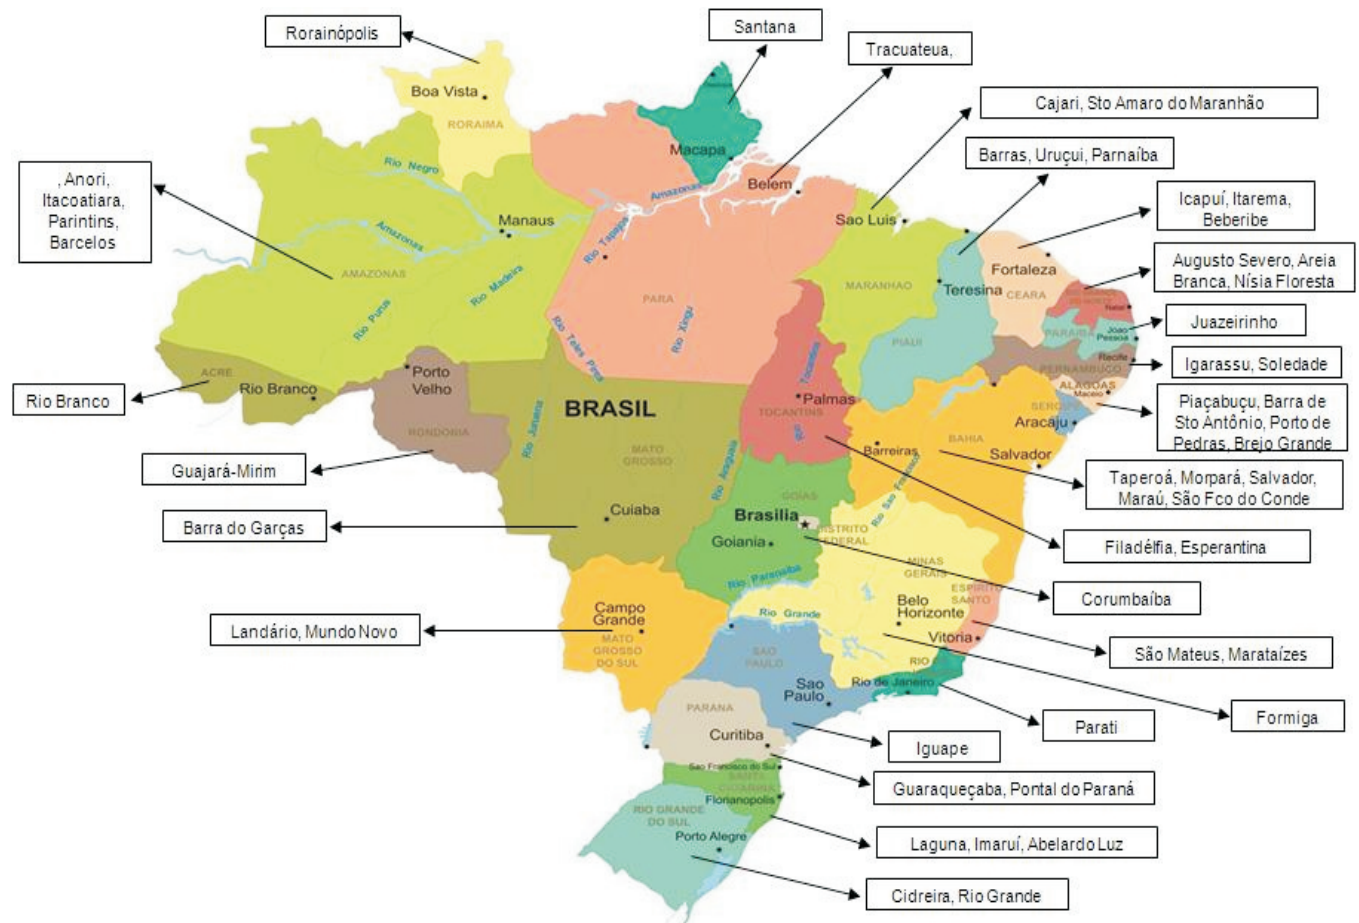 Rorainópolis
Santana
Tracuateua,
Cajari, Sto Amaro do Maranhão
Barras, Uruçui, Parnaíba
Icapuí, Itarema,
Beberibe
Augusto Severo, Areia
Branca, Nísia Floresta
Juazeirinho
Igarassu, Soledade
Piaçabuçu, Barra de
Sto Antônio, Porto de
Pedras, Brejo Grande
Taperoá, Morpará, Salvador,
Maraú, São Fco do Conde
Filadélfia, Esperantina
Corumbaíba
São Mateus, Marataízes
Formiga
Parati
Iguape
Guaraqueçaba, Pontal do Paraná
Laguna, Imaruí, Abelardo Luz
Cidreira, Rio Grande
, Anori,
Itacoatiara,
Parintins,
Barcelos
Rio Branco
Guajará-Mirim
Barra do Garças
Landário, Mundo Novo
Boa Vista
RORAIMA
Macapa
Belem
Amazonas
Rio Negro
Manaus
Amazonas
AMAZONAS
Rio Purus
Rio Madeira
Rio Tapajos
PARA
Rio Xingu
Rio Teles Pires
Sao Luis
MARANHAO
Teresina
PIAUI
Fortaleza
CEARA
Natal
PARAIBA
Joao
Pessoa
Recife
PERNAMBUCO
ALAGOAS
Maceio
Aracaju
ACRE
Rio Branco
Porto
Velho
RONDONIA
BRASIL
Rio Juruena
MATO
GROSSO
Cuiaba
Rio Araguaia
Palmas
TOCANTINS
Rio Tocantins
Barreiras
BAHIA
Salvador
Rio Sao Francisco
GOIÁS
Brasilia
DISTRITO
FEDERAL
Goiania
Rio Paranaiba
MINAS
GERAIS
Belo
Horizonte
ESPIRITO
SANTO
Vitoria
Rio Grande
Campo
Grande
MATO
GROSSO
DO SUL
SAO
PAULO
Sao
Paulo
Rio de Janeiro
PARANA
Curitiba
Sao Francisco do Sul
SANTA
CATARINA
Florianopolis
RIO GRANDE
DO SUL
Porto Alegre